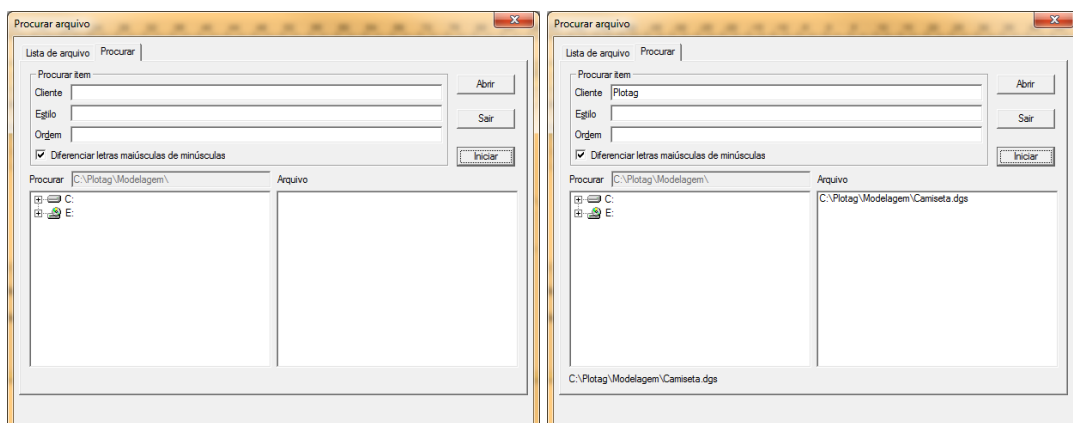 Procurar arquivo
Lista de arquivo Procurar
Procurar item
Cliente
Abrir
Estilo
Sair
Ordem
Diferenciar letras maiúsculas de minúsculas
Iniciar
Procurar C:\Plotag\Modelagem\ Arquivo
C:
E:
Procurar arquivo
Lista de arquivo Procurar
Procurar item
Cliente Plotag
Abrir
Estilo
Sair
Ordem
Diferenciar letras maiúsculas de minúsculas
Iniciar
Procurar C:\Plotag\Modelagem\ Arquivo
C: C:\Plotag\Modelagem\Camiseta.dgs
E:
C:\Plotag\Modelagem\Camiseta.dgs